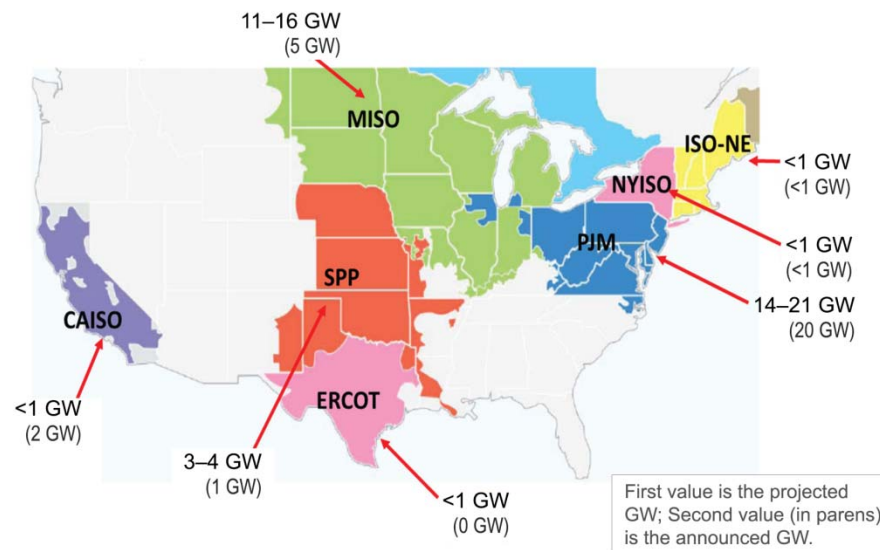 11–16 GW
(5 GW)
MISO
ISO-NE
<1 GW
(<1 GW)
NYISO
<1 GW
(<1 GW)
PJM
14–21 GW
(20 GW)
SPP
CAISO
<1 GW
(2 GW)
ERCOT
3–4 GW
(1 GW)
<1 GW
(0 GW)
First value is the projected
GW; Second value (in parens)
is the announced GW.